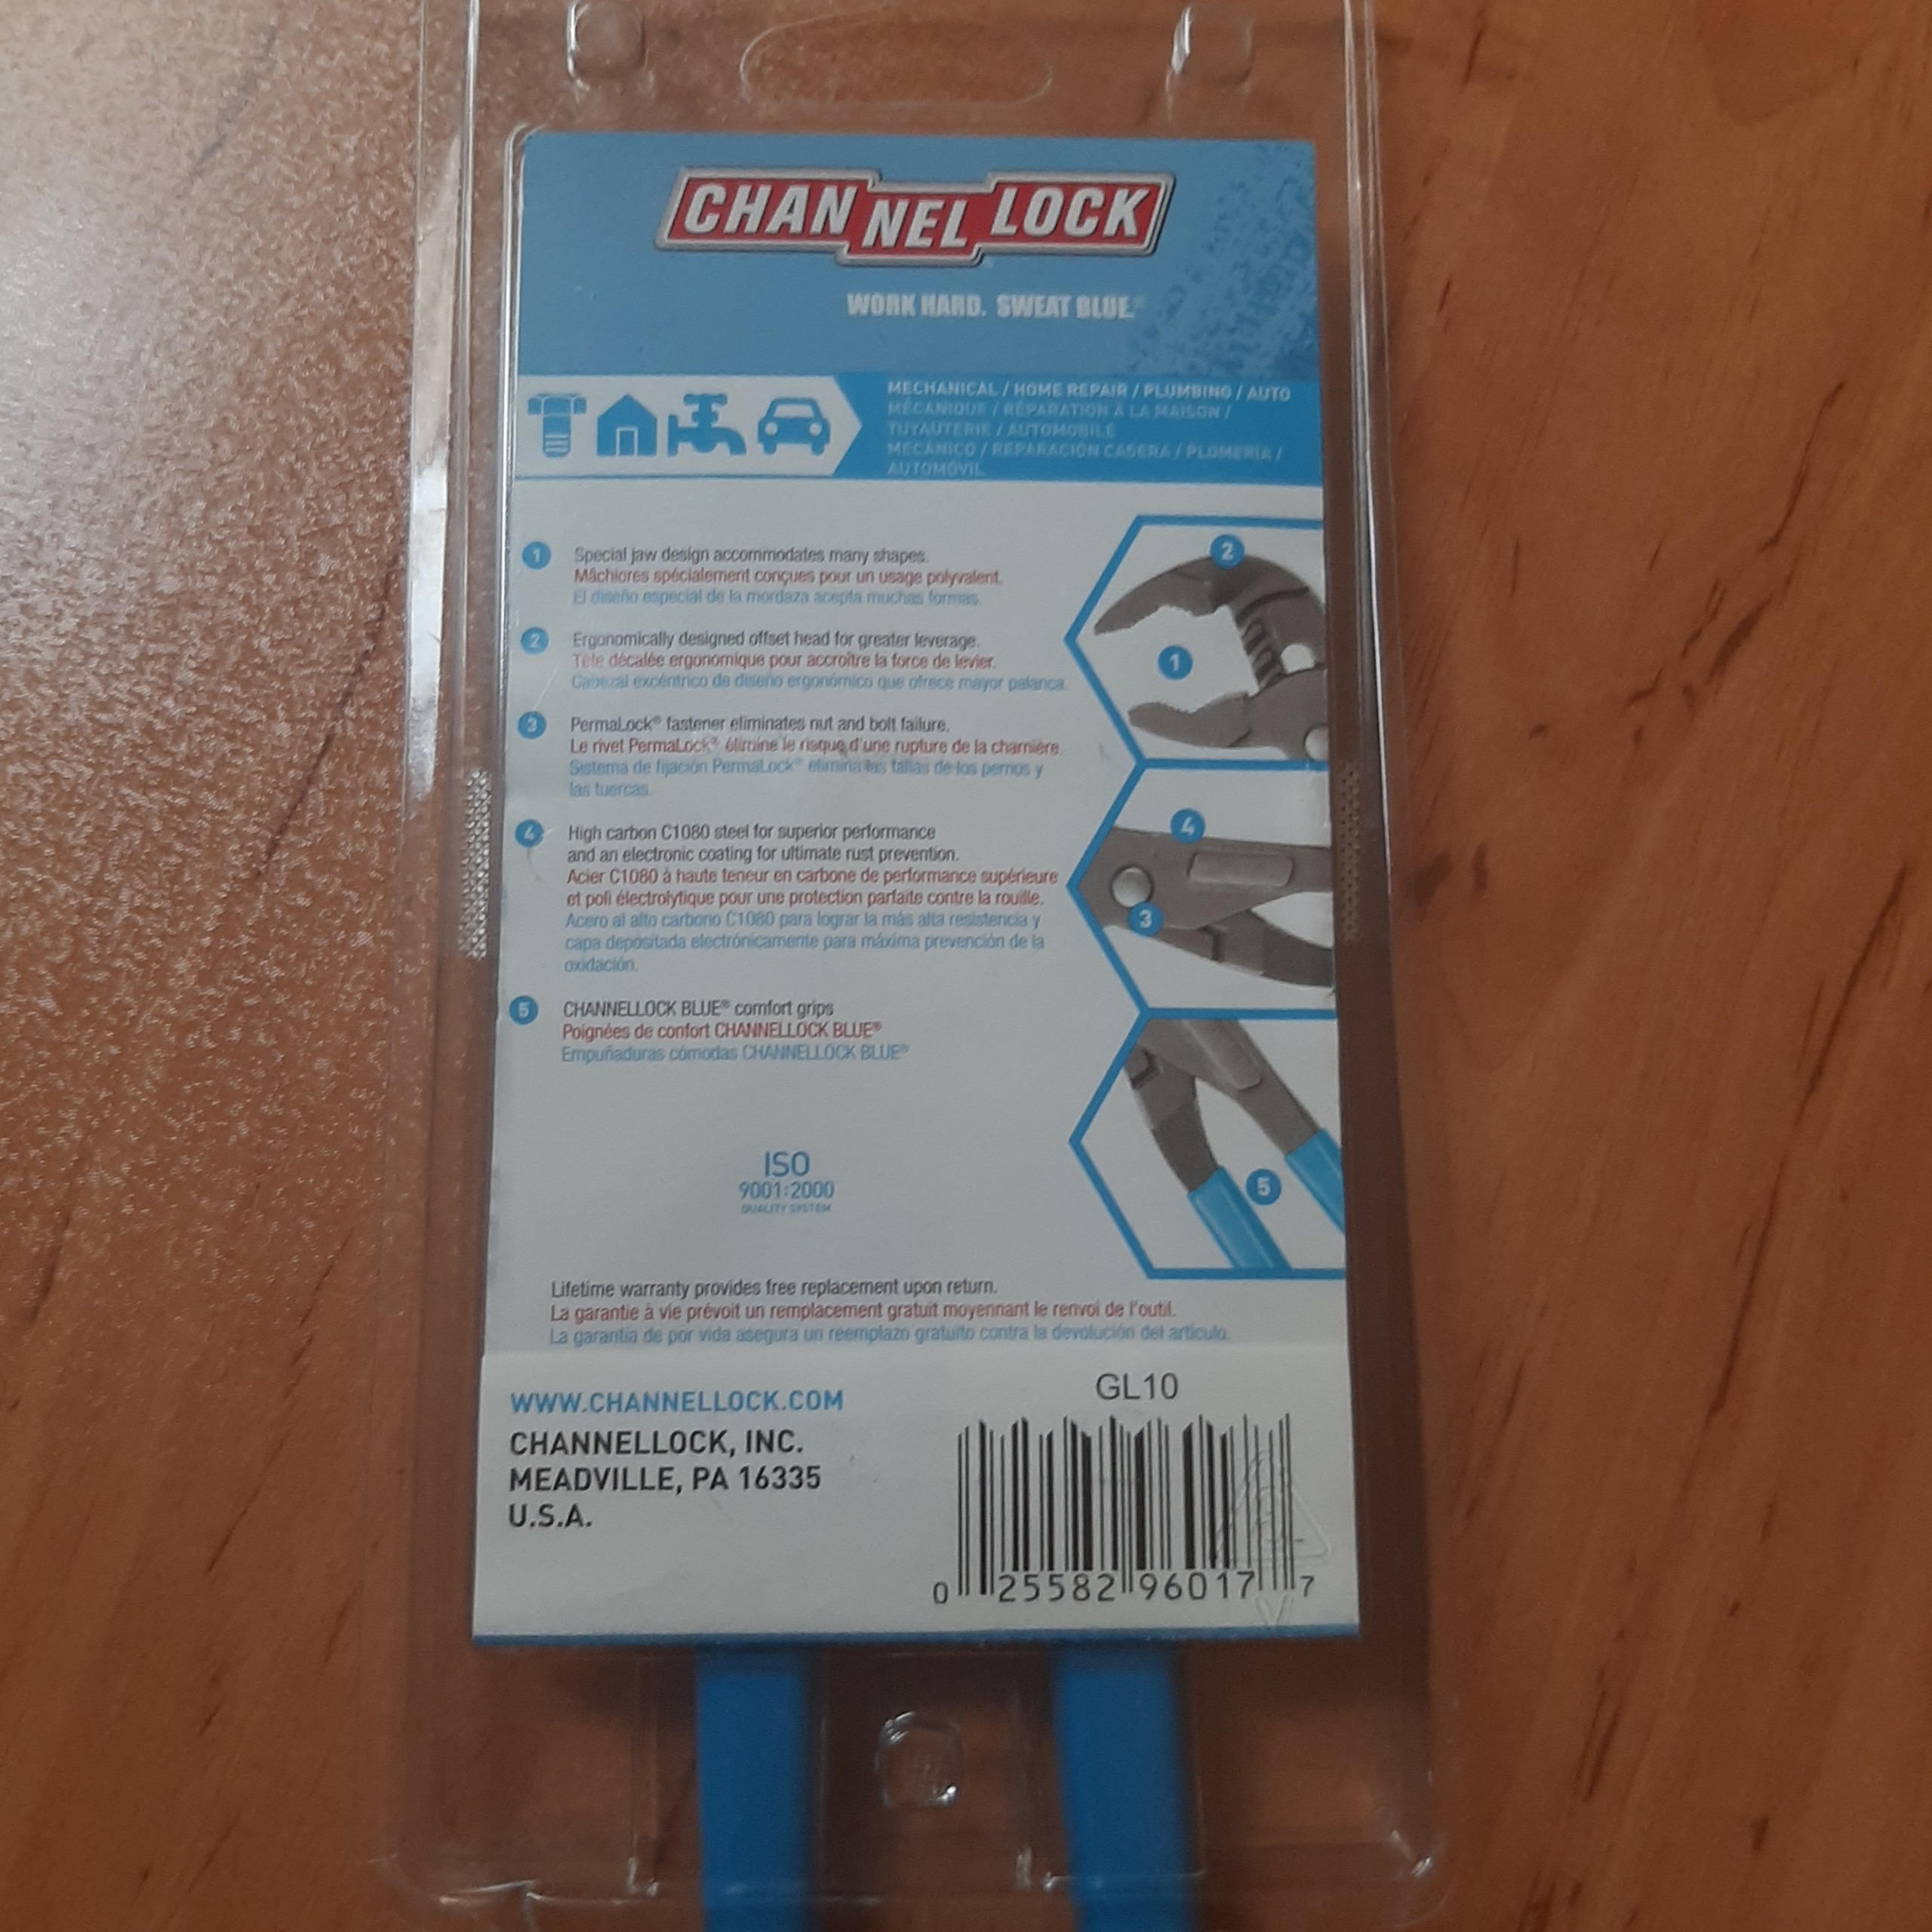 CHANNELLOCK
WORK HARD. SWEAT BLUE®
MECHANICAL / HOME REPAIR / PLUMBING / AUTO
MÉCANIQUE / RÉPARATION À LA MAISON /
TUYAUTERIE / AUTOMOBILE
MECÁNICO / REPARACIÓN CASERA / PLOMERIA /
AUTOMÓVIL
1 Special jaw design accommodates many shapes.
Mâchiores spécialement conçues pour un usage polyvalent.
El diseño especial de la mordaza acepta muchas formas.
2 Ergonomically designed offset head for greater leverage.
Tête décalée ergonomique pour accroître la force de levier.
Cabezal excéntrico de diseño ergonómico que ofrece mayor palanca.
3 PermaLock® fastener eliminates nut and bolt failure.
Le rivet PermaLock® élimine le risque d'une rupture de la charnière.
Sistema de fijación PermaLock® elimina las fallas de los pernos y
las tuercas.
4 High carbon C1080 steel for superior performance
and an electronic coating for ultimate rust prevention.
Acier C1080 à haute teneur en carbone de performance supérieure
et poli électrolytique pour une protection parfaite contre la rouille.
Acero al alto carbono C1080 para lograr la más alta resistencia y
capa depositada electrónicamente para máxima prevención de la
oxidación.
5 CHANNELLOCK BLUE® comfort grips
Poignées de confort CHANNELLOCK BLUE®
Empuñaduras cómodas CHANNELLOCK BLUE®
2
1
4
3
5
ISO
9001:2000
QUALITY SYSTEM
Lifetime warranty provides free replacement upon return.
La garantie à vie prévoit un remplacement gratuit moyennant le renvoi de l'outil.
La garantía de por vida asegura un reemplazo gratuito contra la devolución del artículo.
WWW.CHANNELLOCK.COM
CHANNELLOCK, INC.
MEADVILLE, PA 16335
U.S.A.
GL10
0 25582 96017 7